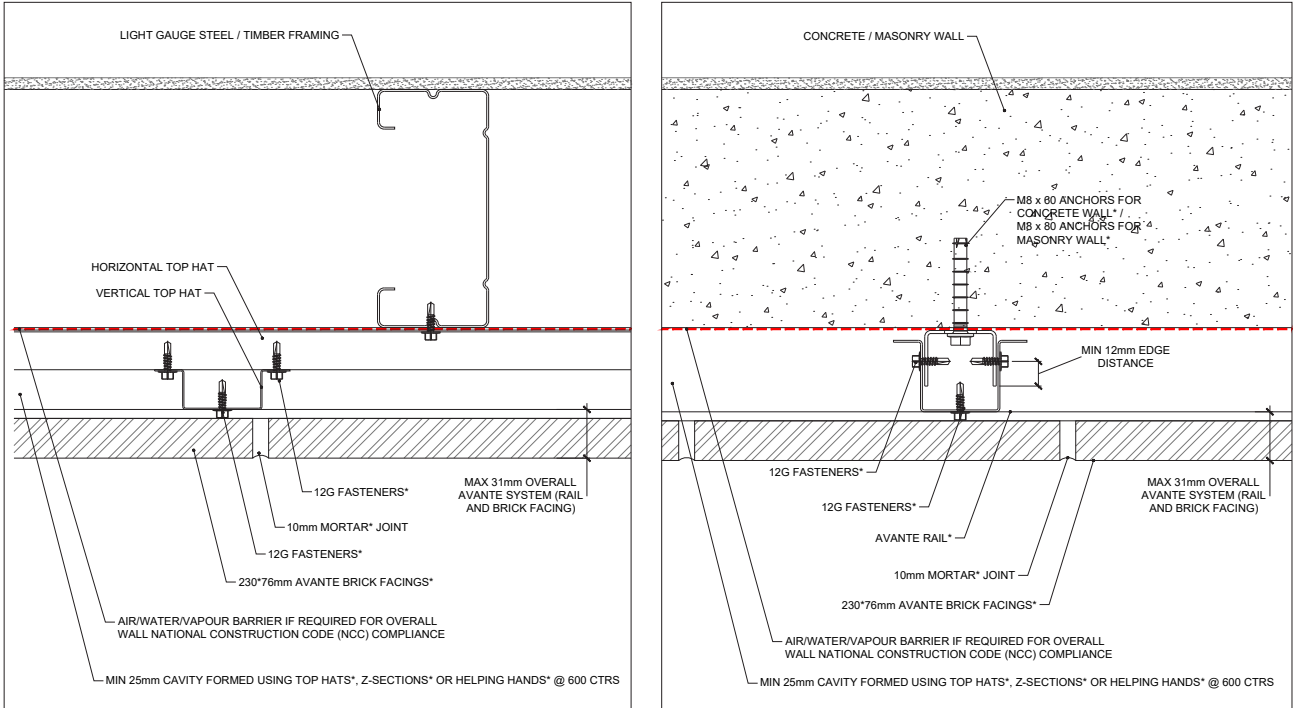 LIGHT GAUGE STEEL / TIMBER FRAMING
HORIZONTAL TOP HAT
VERTICAL TOP HAT
MAX 31mm OVERALL
AVANTE SYSTEM (RAIL
AND BRICK FACING)
12G FASTENERS*
10mm MORTAR* JOINT
12G FASTENERS*
230*76mm AVANTE BRICK FACINGS*
AIR/WATER/VAPOUR BARRIER IF REQUIRED FOR OVERALL
WALL NATIONAL CONSTRUCTION CODE (NCC) COMPLIANCE
MIN 25mm CAVITY FORMED USING TOP HATS*, Z-SECTIONS* OR HELPING HANDS* @ 600 CTRS
CONCRETE / MASONRY WALL
M8 x 60 ANCHORS FOR
CONCRETE WALL* /
M8 x 80 ANCHORS FOR
MASONRY WALL*
MIN 12mm EDGE
DISTANCE
12G FASTENERS*
MAX 31mm OVERALL
AVANTE SYSTEM (RAIL
AND BRICK FACING)
12G FASTENERS*
AVANTE RAIL*
10mm MORTAR* JOINT
230*76mm AVANTE BRICK FACINGS*
AIR/WATER/VAPOUR BARRIER IF REQUIRED FOR OVERALL
WALL NATIONAL CONSTRUCTION CODE (NCC) COMPLIANCE
MIN 25mm CAVITY FORMED USING TOP HATS*, Z-SECTIONS* OR HELPING HANDS* @ 600 CTRS